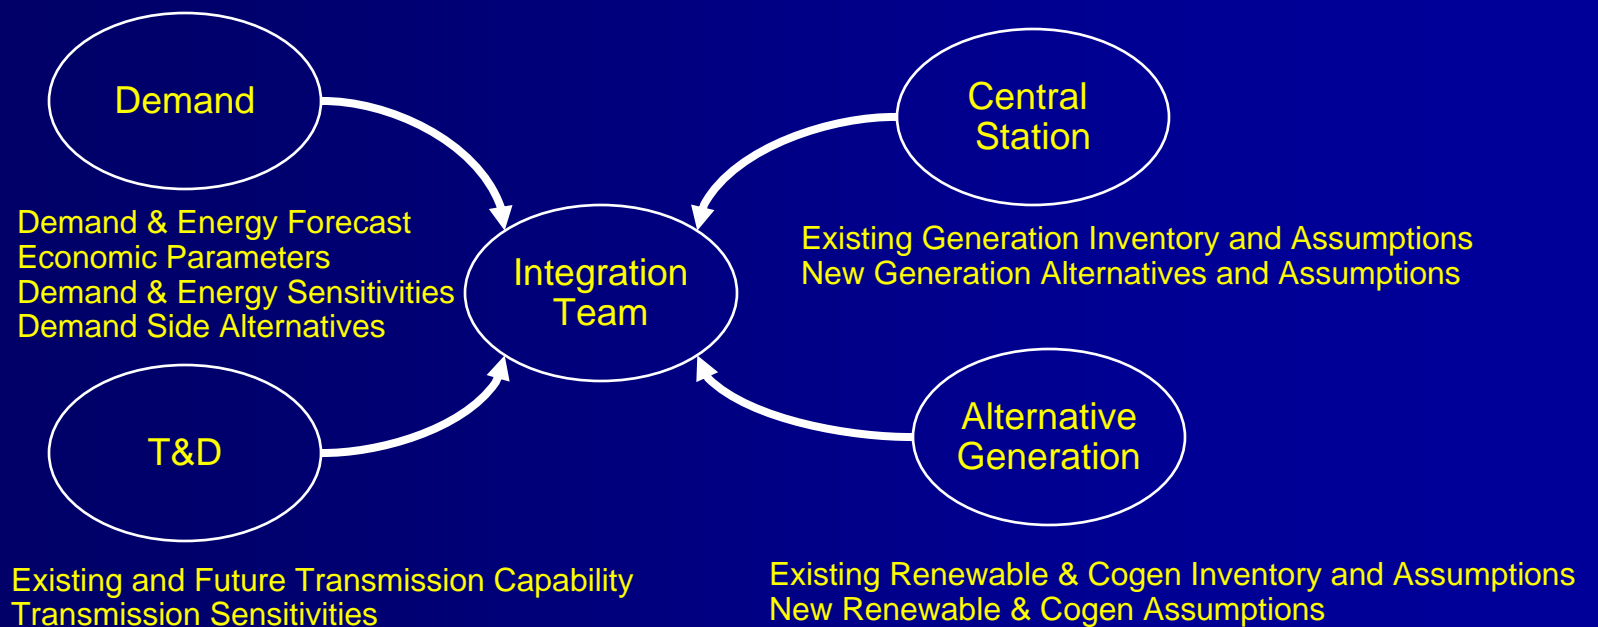 Demand
Central
Station
Demand & Energy Forecast
Economic Parameters
Demand & Energy Sensitivities
Demand Side Alternatives
Integration
Team
Existing Generation Inventory and Assumptions
New Generation Alternatives and Assumptions
T&D
Alternative
Generation
Existing and Future Transmission Capability
Transmission Sensitivities
Existing Renewable & Cogen Inventory and Assumptions
New Renewable & Cogen Assumptions